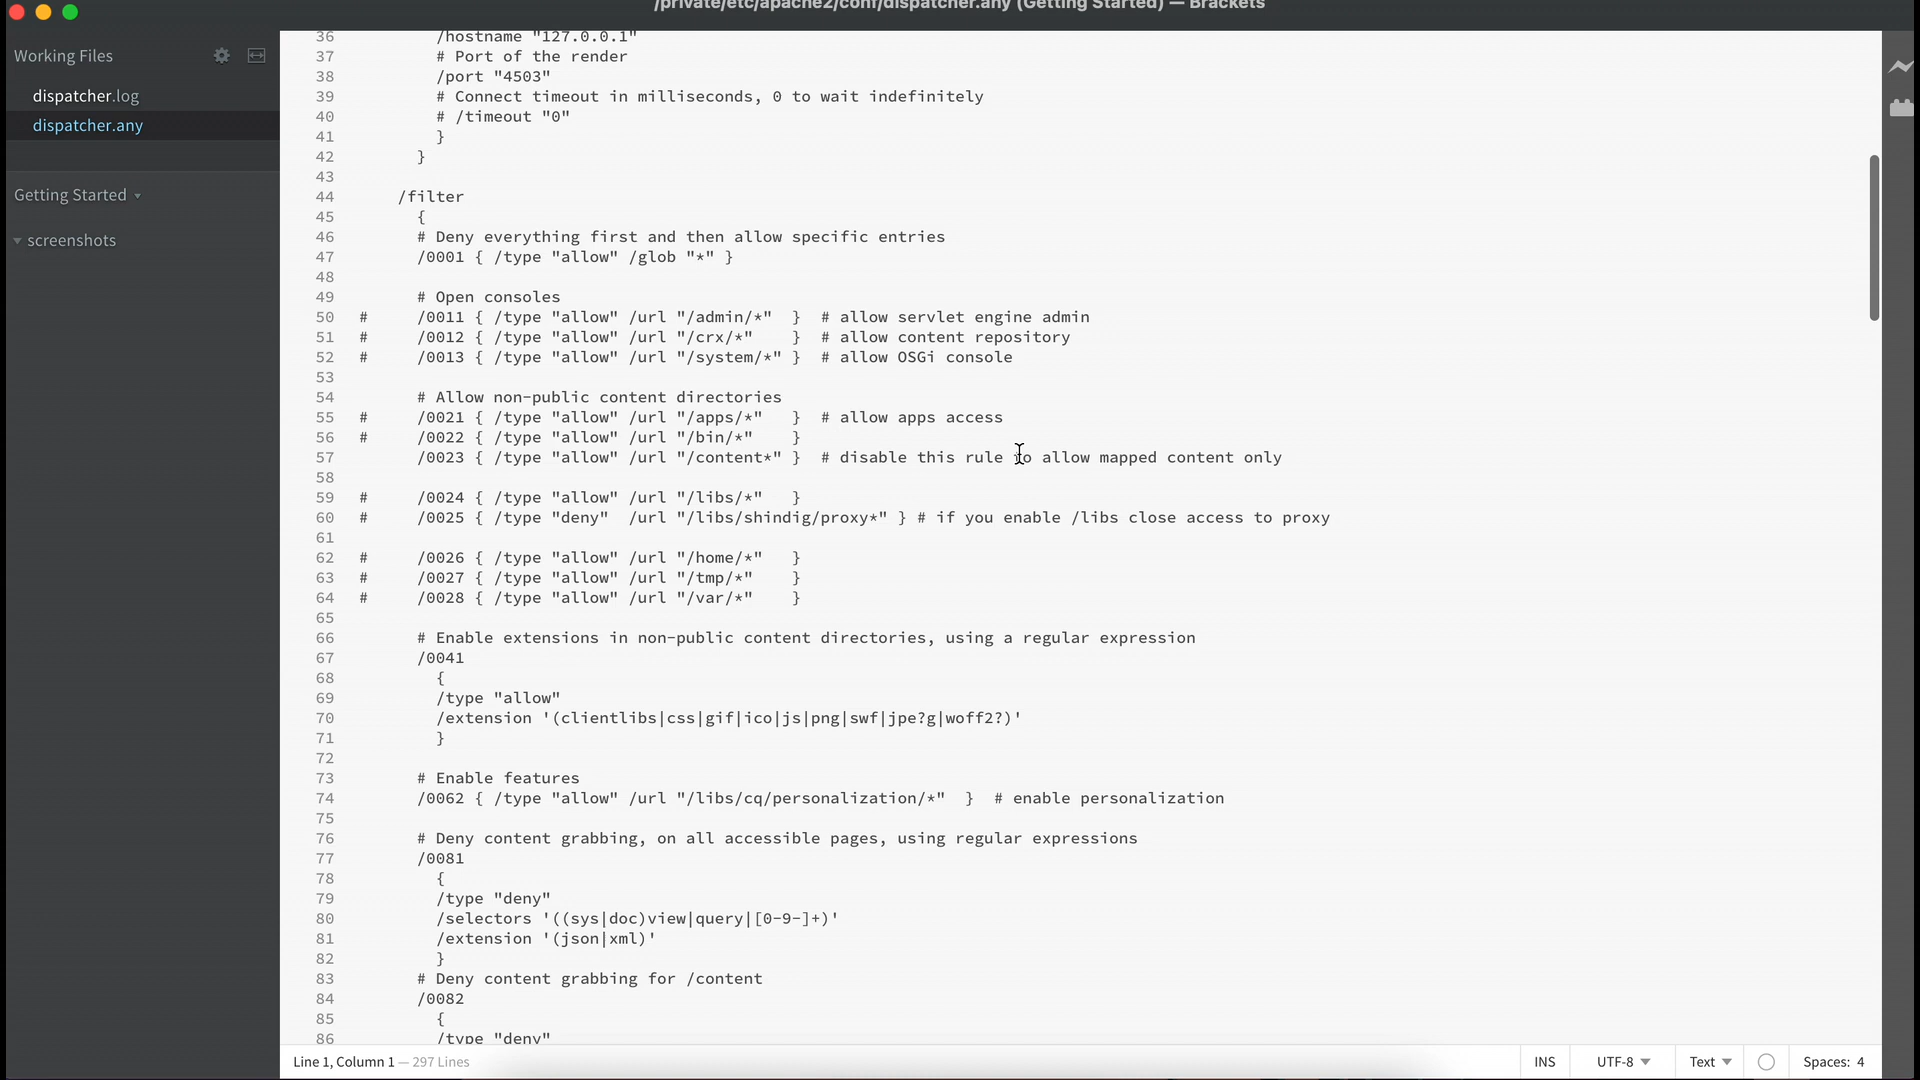 /private/etc/apache2/conf/dispatcher.any (Getting Started) — Brackets
Working Files
dispatcher.log
dispatcher.any
Getting Started
screenshots
36 /hostname "127.0.0.1"
37 # Port of the render
38 /port "4503"
39 # Connect timeout in milliseconds, 0 to wait indefinitely
40 # /timeout "0"
41 }
42 }
43
44 /filter
45 {
46 # Deny everything first and then allow specific entries
47 /0001 { /type "allow" /glob "*" }
48
49 # Open consoles
50 # /0011 { /type "allow" /url "/admin/*" } # allow servlet engine admin
51 # /0012 { /type "allow" /url "/crx/*" } # allow content repository
52 # /0013 { /type "allow" /url "/system/*" } # allow OSGi console
53
54 # Allow non-public content directories
55 # /0021 { /type "allow" /url "/apps/*" } # allow apps access
56 # /0022 { /type "allow" /url "/bin/*" }
57 /0023 { /type "allow" /url "/content*" } # disable this rule to allow mapped content only
58
59 # /0024 { /type "allow" /url "/libs/*" }
60 # /0025 { /type "deny" /url "/libs/shindig/proxy*" } # if you enable /libs close access to proxy
61
62 # /0026 { /type "allow" /url "/home/*" }
63 # /0027 { /type "allow" /url "/tmp/*" }
64 # /0028 { /type "allow" /url "/var/*" }
65
66 # Enable extensions in non-public content directories, using a regular expression
67 /0041
68 {
69 /type "allow"
70 /extension '(clientlibs|css|gif|ico|js|png|swf|jpe?g|woff2?)'
71 }
72
73 # Enable features
74 /0062 { /type "allow" /url "/libs/cq/personalization/*" } # enable personalization
75
76 # Deny content grabbing, on all accessible pages, using regular expressions
77 /0081
78 {
79 /type "deny"
80 /selectors '((sys|doc)view|query|[0-9-]+)'
81 /extension '(json|xml)'
82 }
83 # Deny content grabbing for /content
84 /0082
85 {
86 /type "deny"
Line 1, Column 1 — 297 Lines
INS
UTF-8
Text
Spaces: 4